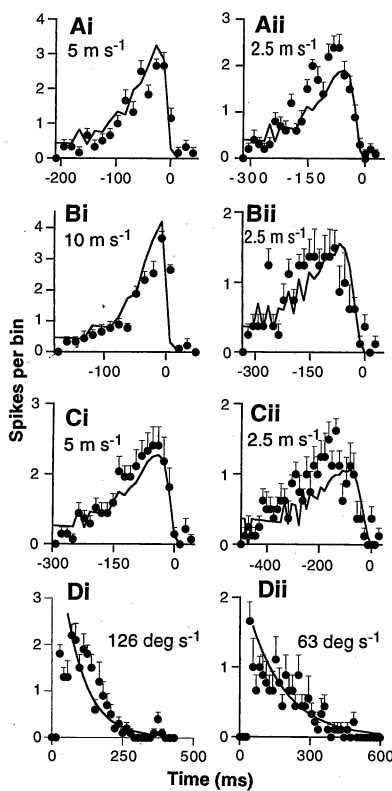 Ai
5 m s⁻¹
4
3
2
1
0
-200
-100
0
Aii
2.5 m s⁻¹
3
2
1
0
-300
-150
0
Bi
10 m s⁻¹
4
3
2
1
0
-100
0
Bii
2.5 m s⁻¹
2
1
0
-300
-150
0
Spikes per bin
Ci
5 m s⁻¹
3
2
0
-300
-150
0
Cii
2.5 m s⁻¹
2
1
0
-400
-200
0
Di
126 deg s⁻¹
3
2
1
0
0
250
500
Dii
63 deg s⁻¹
2
1
0
0
300
600
Time (ms)